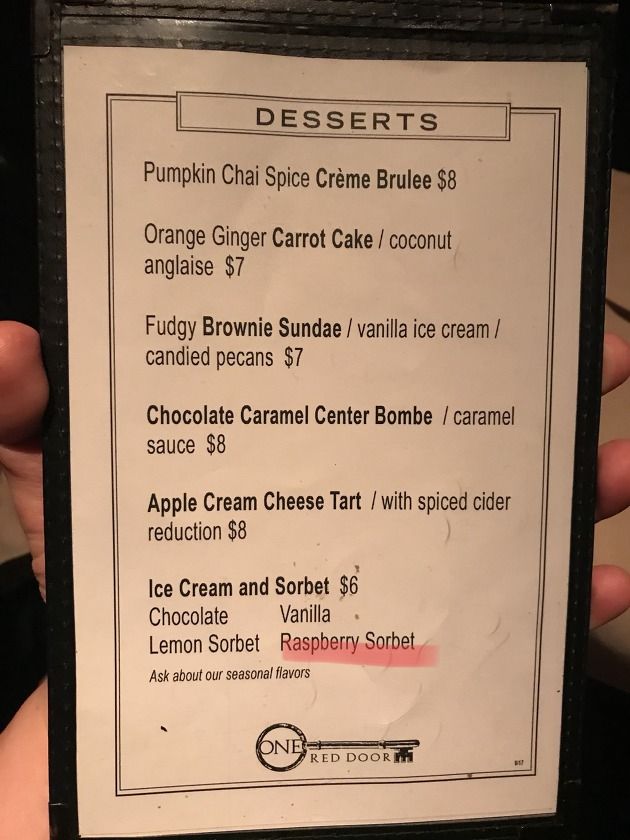 DESSERTS
Pumpkin Chai Spice Crème Brulee $8
Orange Ginger Carrot Cake / coconut
anglaise $7
Fudgy Brownie Sundae / vanilla ice cream /
candied pecans $7
Chocolate Caramel Center Bombe / caramel
sauce $8
Apple Cream Cheese Tart / with spiced cider
reduction $8
Ice Cream and Sorbet $6
Chocolate Vanilla
Lemon Sorbet Raspberry Sorbet
Ask about our seasonal flavors
ONE
RED DOOR